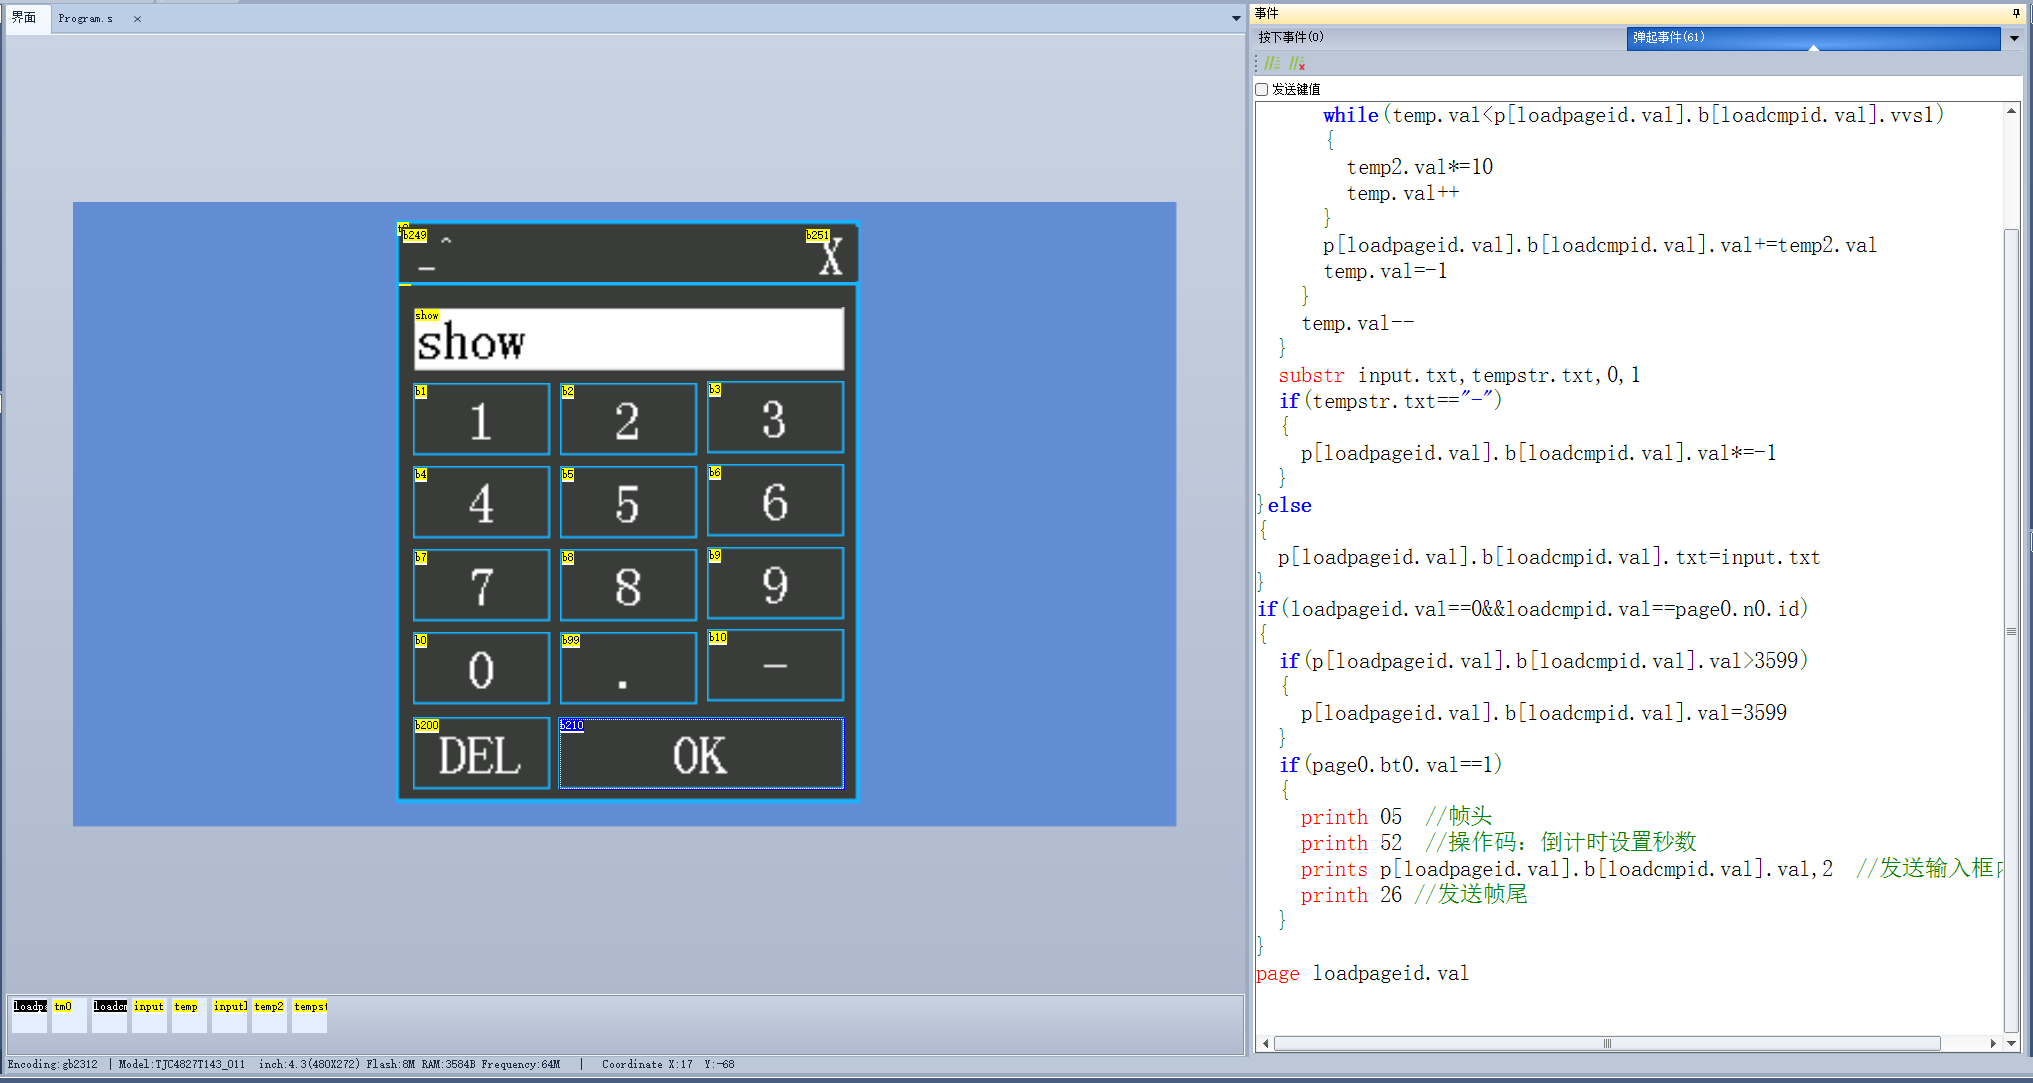 界面
Program.s ×
事件
按下事件(0)
弹起事件(61)
发送键值
b249
^
_
b251
X
show
show
b1
1
b2
2
b3
3
b4
4
b5
5
b6
6
b7
7
b8
8
b9
9
b0
0
b99
.
b10
-
b200
DEL
b210
OK
while(temp.val<p[loadpageid.val].b[loadcmpid.val].vvs1)
{
temp2.val*=10
temp.val++
}
p[loadpageid.val].b[loadcmpid.val].val+=temp2.val
temp.val=-1
}
temp.val--
}
substr input.txt,tempstr.txt,0,1
if(tempstr.txt=="-")
{
p[loadpageid.val].b[loadcmpid.val].val*=-1
}
}else
{
p[loadpageid.val].b[loadcmpid.val].txt=input.txt
}
if(loadpageid.val==0&&loadcmpid.val==page0.n0.id)
{
if(p[loadpageid.val].b[loadcmpid.val].val>3599)
{
p[loadpageid.val].b[loadcmpid.val].val=3599
}
if(page0.bt0.val==1)
{
printh 05 //帧头
printh 52 //操作码：倒计时设置秒数
prints p[loadpageid.val].b[loadcmpid.val].val,2 //发送输入框
printh 26 //发送帧尾
}
}
page loadpageid.val
loadpa tm0 loadcm input temp input1 temp2 tempst
Encoding:gb2312 | Model:TJC4827T143_011 inch:4.3(480X272) Flash:8M RAM:3584B Frequency:64M | Coordinate X:17 Y:-68